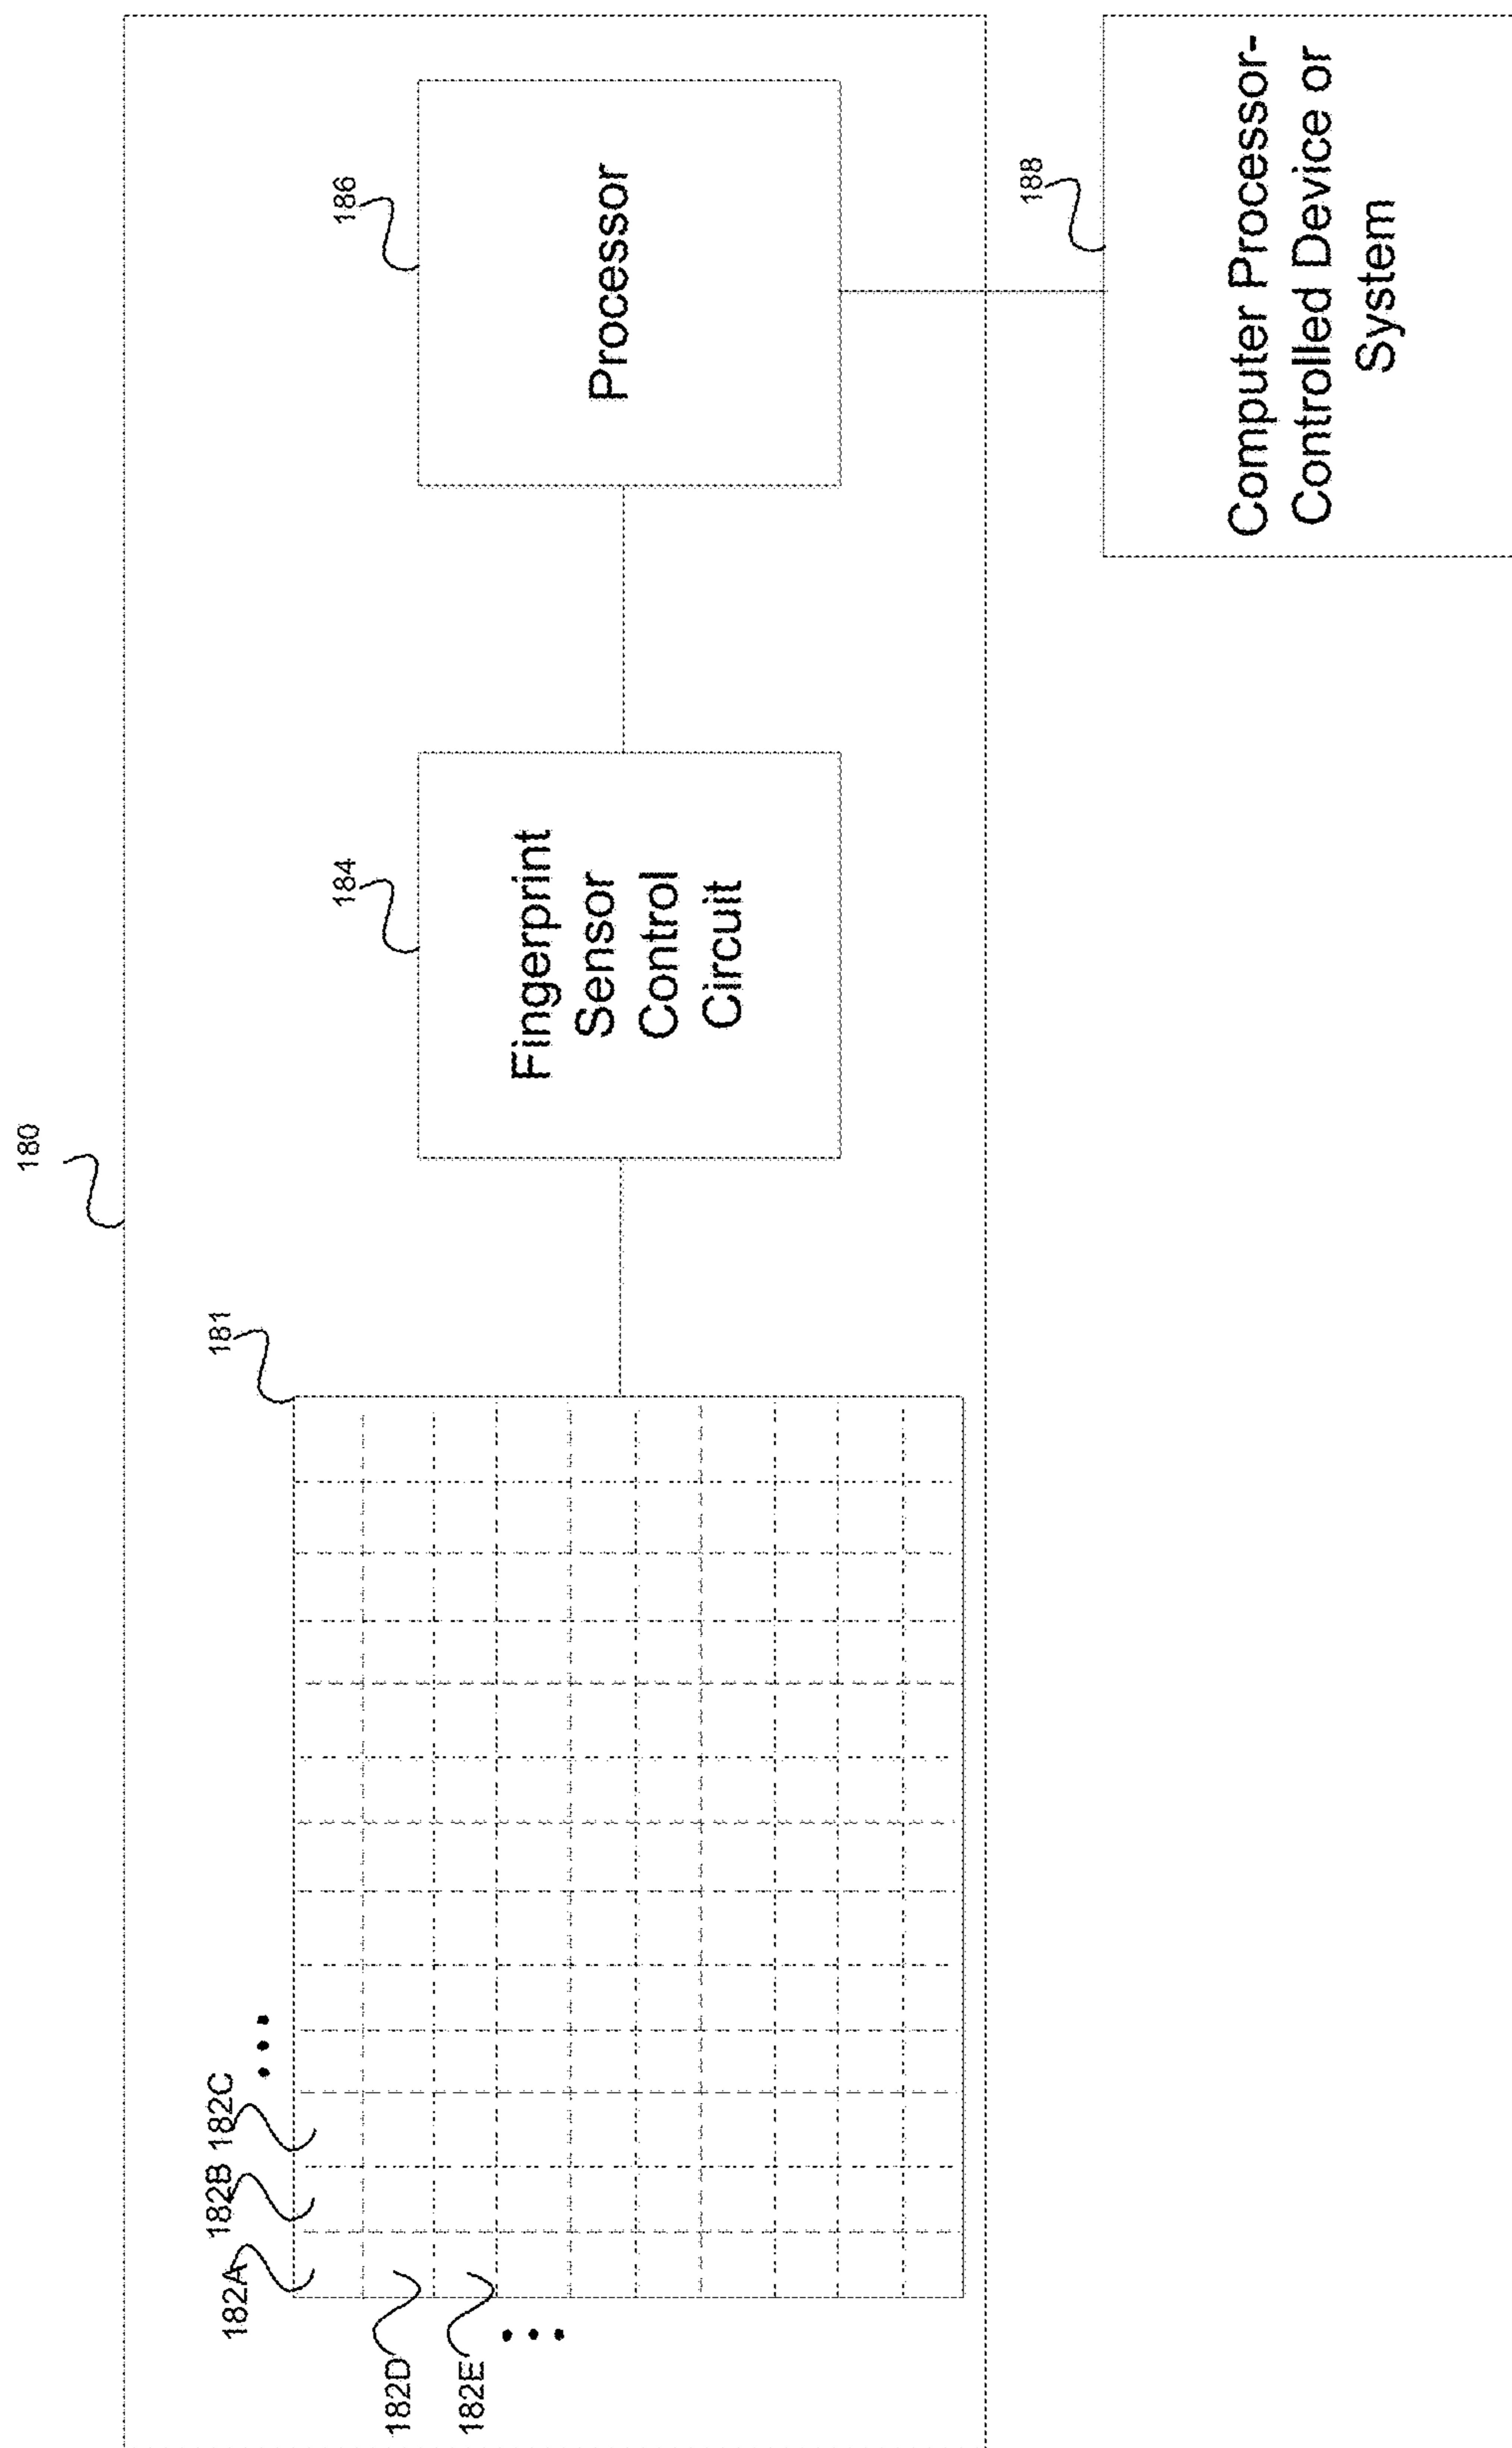 180
182A
182B
182C
...
181
182D
182E
...
184
Fingerprint
Sensor
Control
Circuit
186
Processor
188
Computer Processor-
Controlled Device or
System